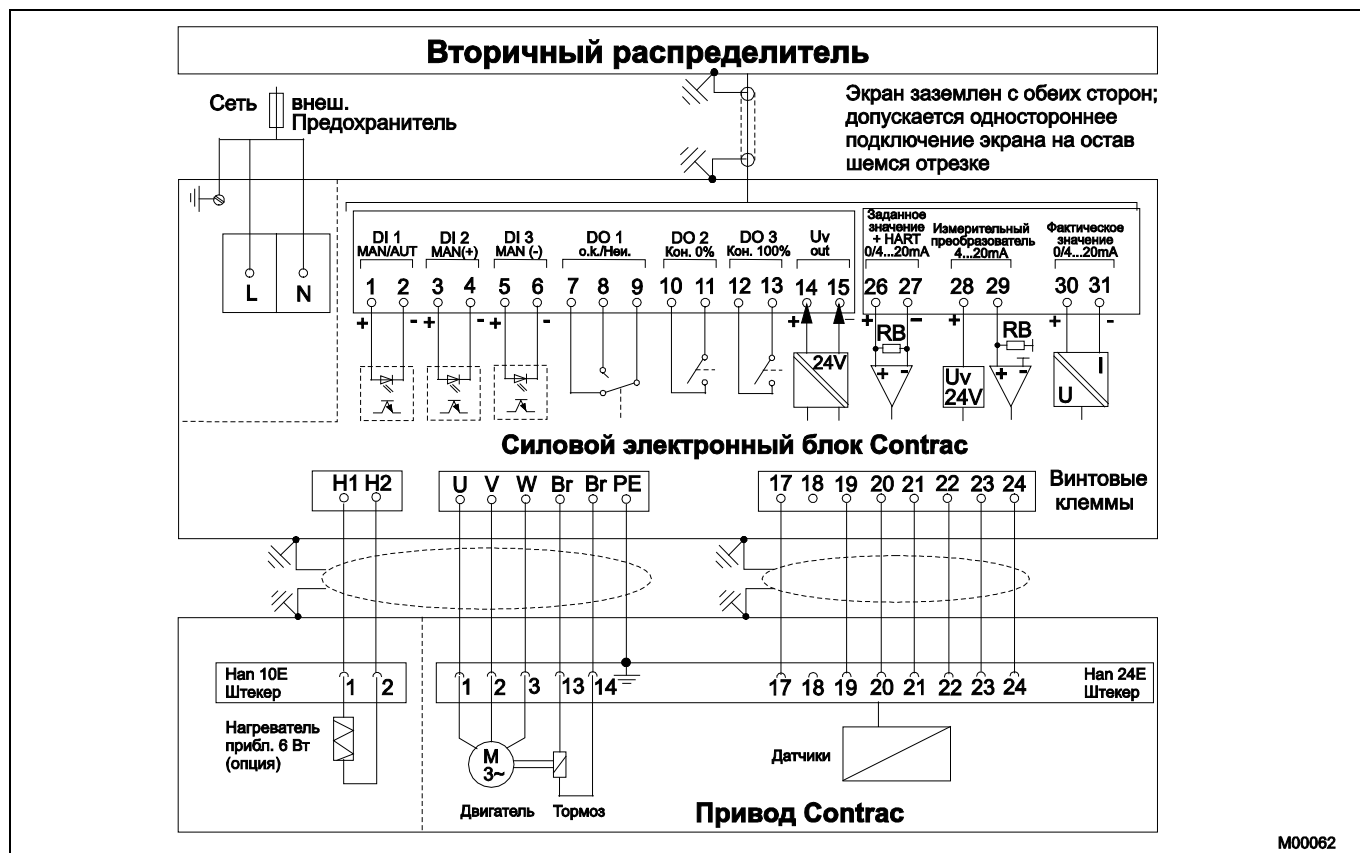 Вторичный распределитель
Сеть
внеш.
Предохранитель
Экран заземлен с обеих сторон;
допускается одностороннее
подключение экрана на остав
шемся отрезке
L N
DI 1
MAN/AUT
DI 2
MAN(+)
DI 3
MAN (-)
DO 1
o.k./Неи.
DO 2
Кон. 0%
DO 3
Кон. 100%
Uv
out
Заданное
значение
+ HART
0/4...20mA
Измерительный
преобразователь
4...20mA
Фактическое
значение
0/4...20mA
1 2 3 4 5 6 7 8 9 10 11 12 13 14 15 26 27 28 29 30 31
+ - + - + - + - + - + + -
RB RB
24V
+ -
Uv
24V
+ -
I
U
Силовой электронный блок Contrac
H1 H2
U V W Br Br PE
17 18 19 20 21 22 23 24
Винтовые
клеммы
Han 10E
Штекер
1 2
1 2 3 13 14
17 18 19 20 21 22 23 24
Han 24E
Штекер
Нагреватель
прибл. 6 Вт
(опция)
M
3~
Двигатель Тормоз
Датчики
Привод Contrac
M00062